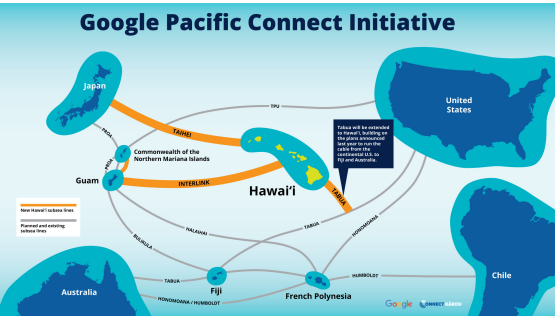 Google Pacific Connect Initiative
Japan
TAIHEI
TPU
United
States
PROA
PROA
Commonwealth of the
Northern Mariana Islands
Tabua will be extended
to Hawai‘i, building on
the plans announced
last year to run the
cable from the
continental U.S. to
Fiji and Australia.
Guam
INTERLINK
Hawai‘i
TABUA
New Hawai‘i subsea lines
Planned and existing
subsea lines
BULIKULA
HALAIHAI
TABUA
HONOMOANA
Australia
TABUA
HONOMOANA / HUMBOLDT
Fiji
French Polynesia
HUMBOLDT
Chile
Google